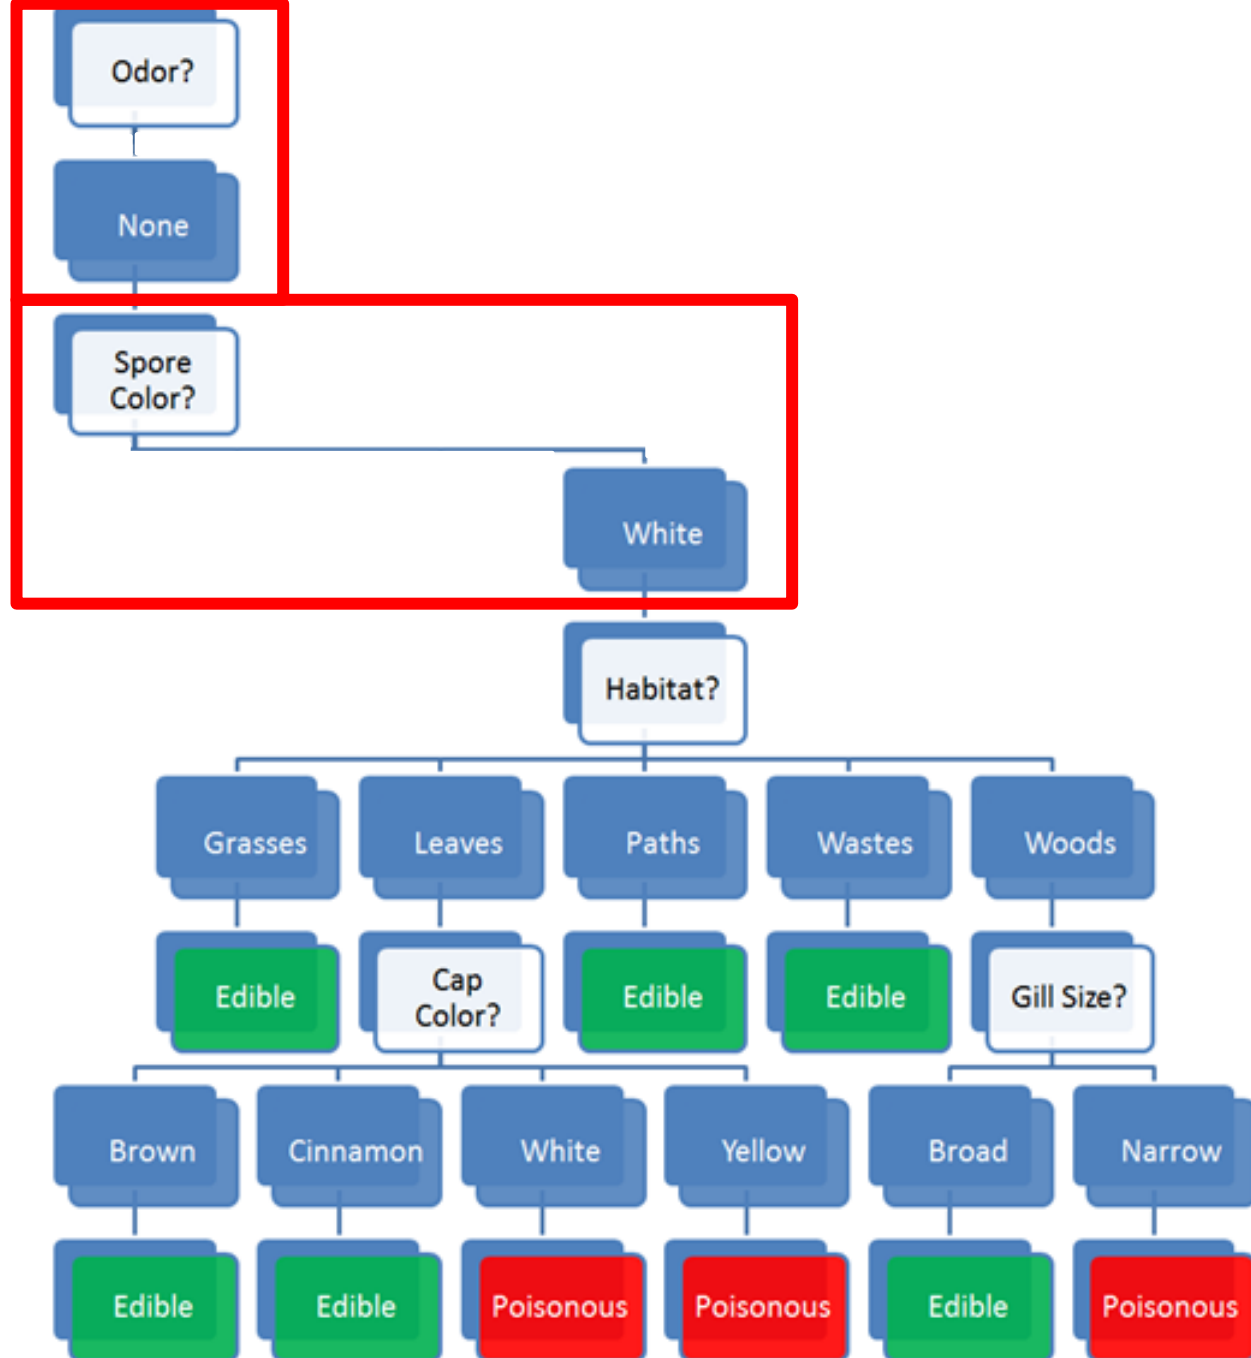 Odor?
None
Spore
Color?
White
Habitat?
Grasses
Leaves
Paths
Wastes
Woods
Edible
Cap
Color?
Edible
Edible
Gill Size?
Brown
Cinnamon
White
Yellow
Broad
Narrow
Edible
Edible
Poisonous
Poisonous
Edible
Poisonous